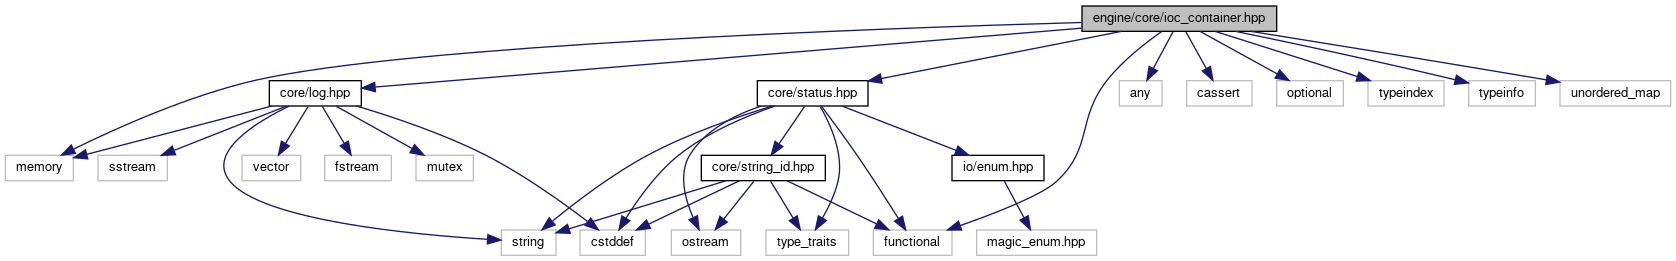 engine/core/ioc_container.hpp
core/log.hpp
core/status.hpp
any
cassert
optional
typeindex
typeinfo
unordered_map
memory
sstream
vector
fstream
mutex
core/string_id.hpp
io/enum.hpp
string
cstddef
ostream
type_traits
functional
magic_enum.hpp